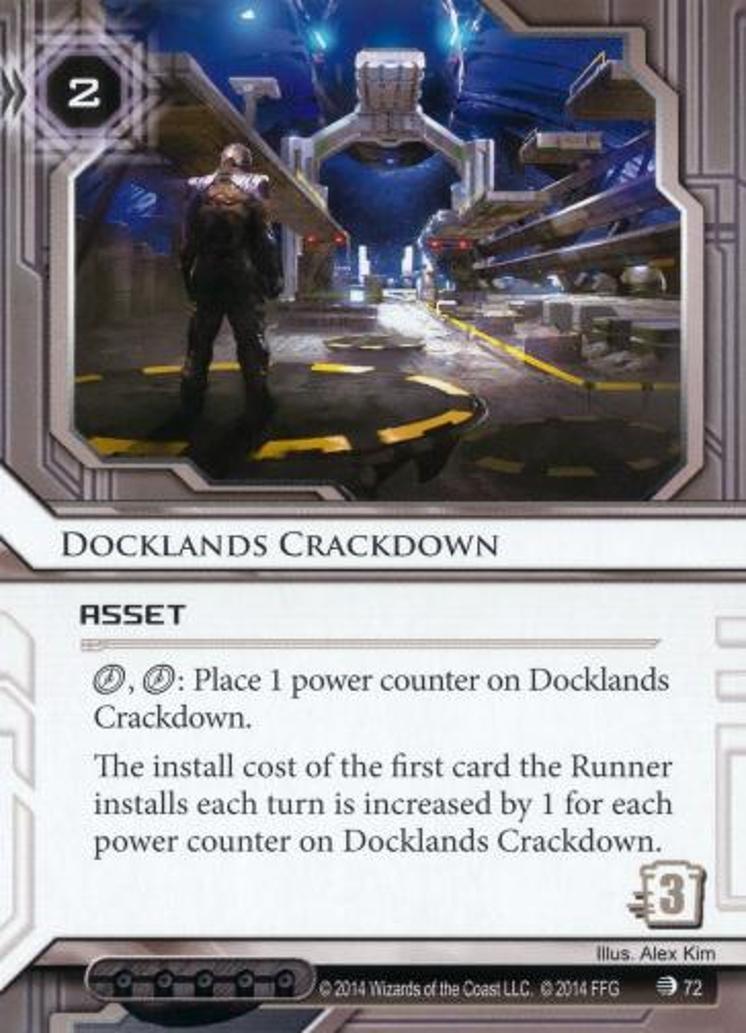 2
DOCKLANDS CRACKDOWN
ASSET
, : Place 1 power counter on Docklands
Crackdown.
The install cost of the first card the Runner
installs each turn is increased by 1 for each
power counter on Docklands Crackdown.
3
Illus. Alex Kim
© 2014 Wizards of the Coast LLC. © 2014 FFG 72